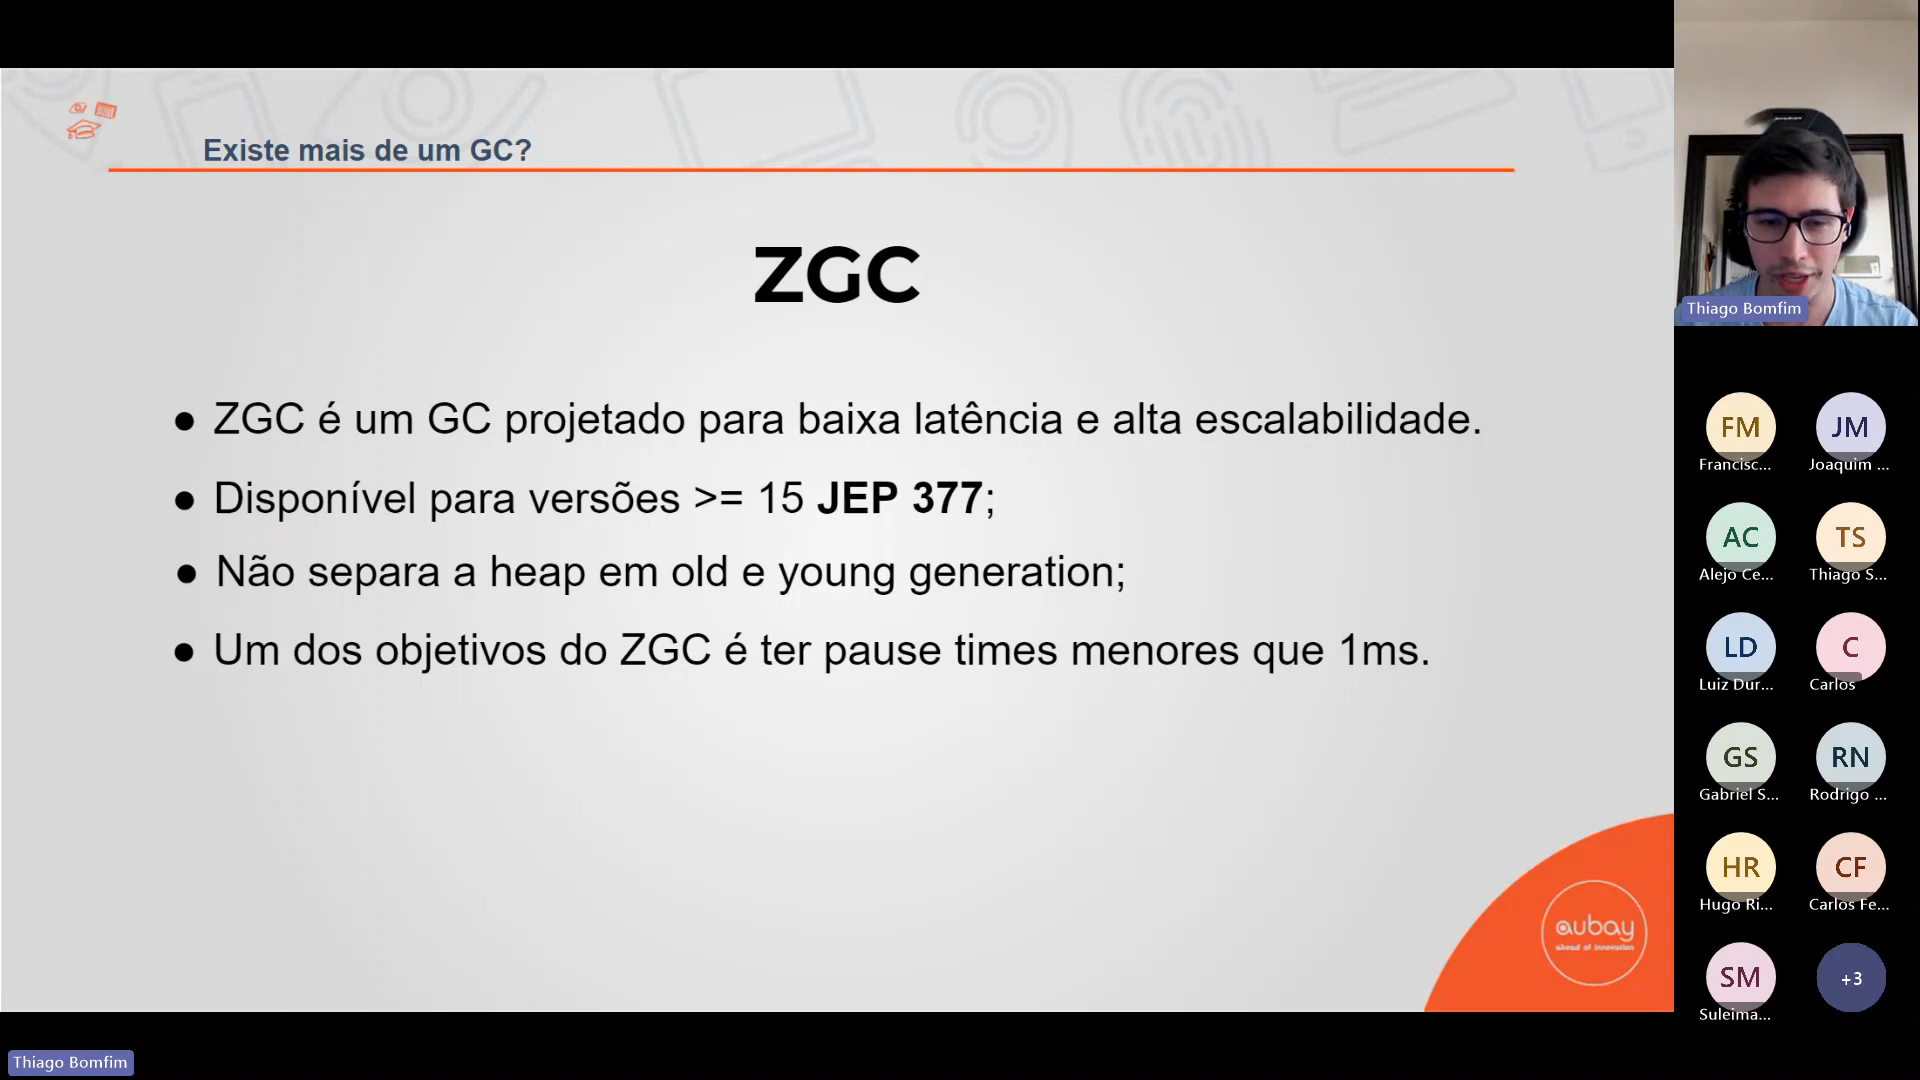 Existe mais de um GC?
ZGC
● ZGC é um GC projetado para baixa latência e alta escalabilidade.
● Disponível para versões >= 15 JEP 377;
● Não separa a heap em old e young generation;
● Um dos objetivos do ZGC é ter pause times menores que 1ms.
aubay
ahead of innovation
Thiago Bomfim
Thiago Bomfim
FM
Francisc...
JM
Joaquim ...
AC
Alejo Ce...
TS
Thiago S...
LD
Luiz Dur...
C
Carlos
GS
Gabriel S...
RN
Rodrigo ...
HR
Hugo Ri...
CF
Carlos Fe...
SM
Suleima...
+3